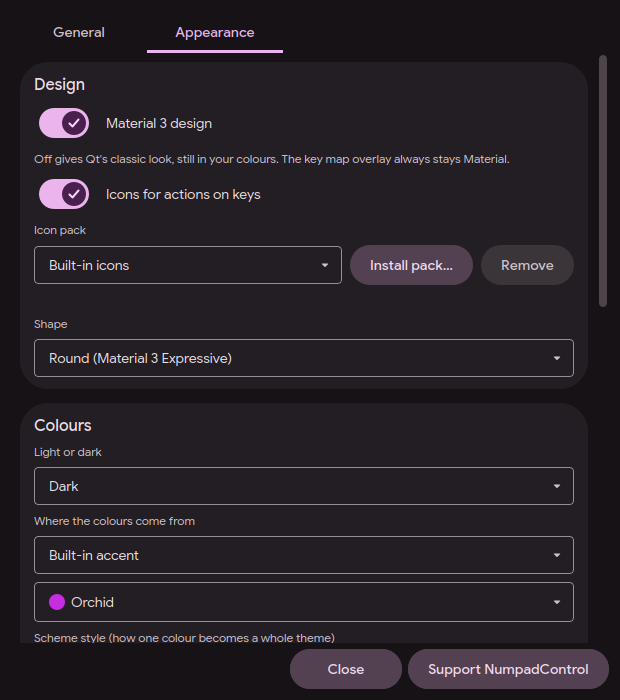 General
Appearance
Design
Material 3 design
Off gives Qt's classic look, still in your colours. The key map overlay always stays Material.
Icons for actions on keys
Icon pack
Built-in icons
Install pack...
Remove
Shape
Round (Material 3 Expressive)
Colours
Light or dark
Dark
Where the colours come from
Built-in accent
Orchid
Scheme style (how one colour becomes a whole theme)
Close
Support NumpadControl